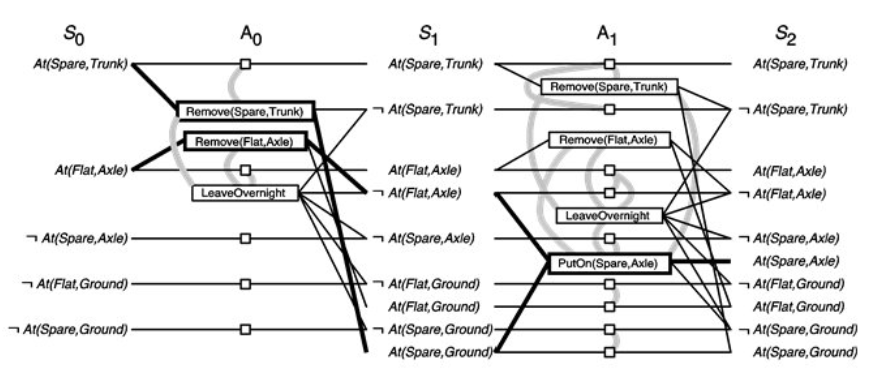 S0 A0 S1 A1 S2
At(Spare,Trunk) At(Spare,Trunk) At(Spare,Trunk)
Remove(Spare,Trunk)
Remove(Spare,Trunk) ¬ At(Spare,Trunk) ¬ At(Spare,Trunk)
Remove(Flat,Axle) Remove(Flat,Axle)
At(Flat,Axle) At(Flat,Axle) At(Flat,Axle)
LeaveOvernight ¬ At(Flat,Axle) ¬ At(Flat,Axle)
LeaveOvernight
¬ At(Spare,Axle) ¬ At(Spare,Axle) ¬ At(Spare,Axle)
PutOn(Spare,Axle) At(Spare,Axle)
¬ At(Flat,Ground) ¬ At(Flat,Ground) ¬ At(Flat,Ground)
At(Flat,Ground) At(Flat,Ground)
¬ At(Spare,Ground) ¬ At(Spare,Ground) ¬ At(Spare,Ground)
At(Spare,Ground) At(Spare,Ground)